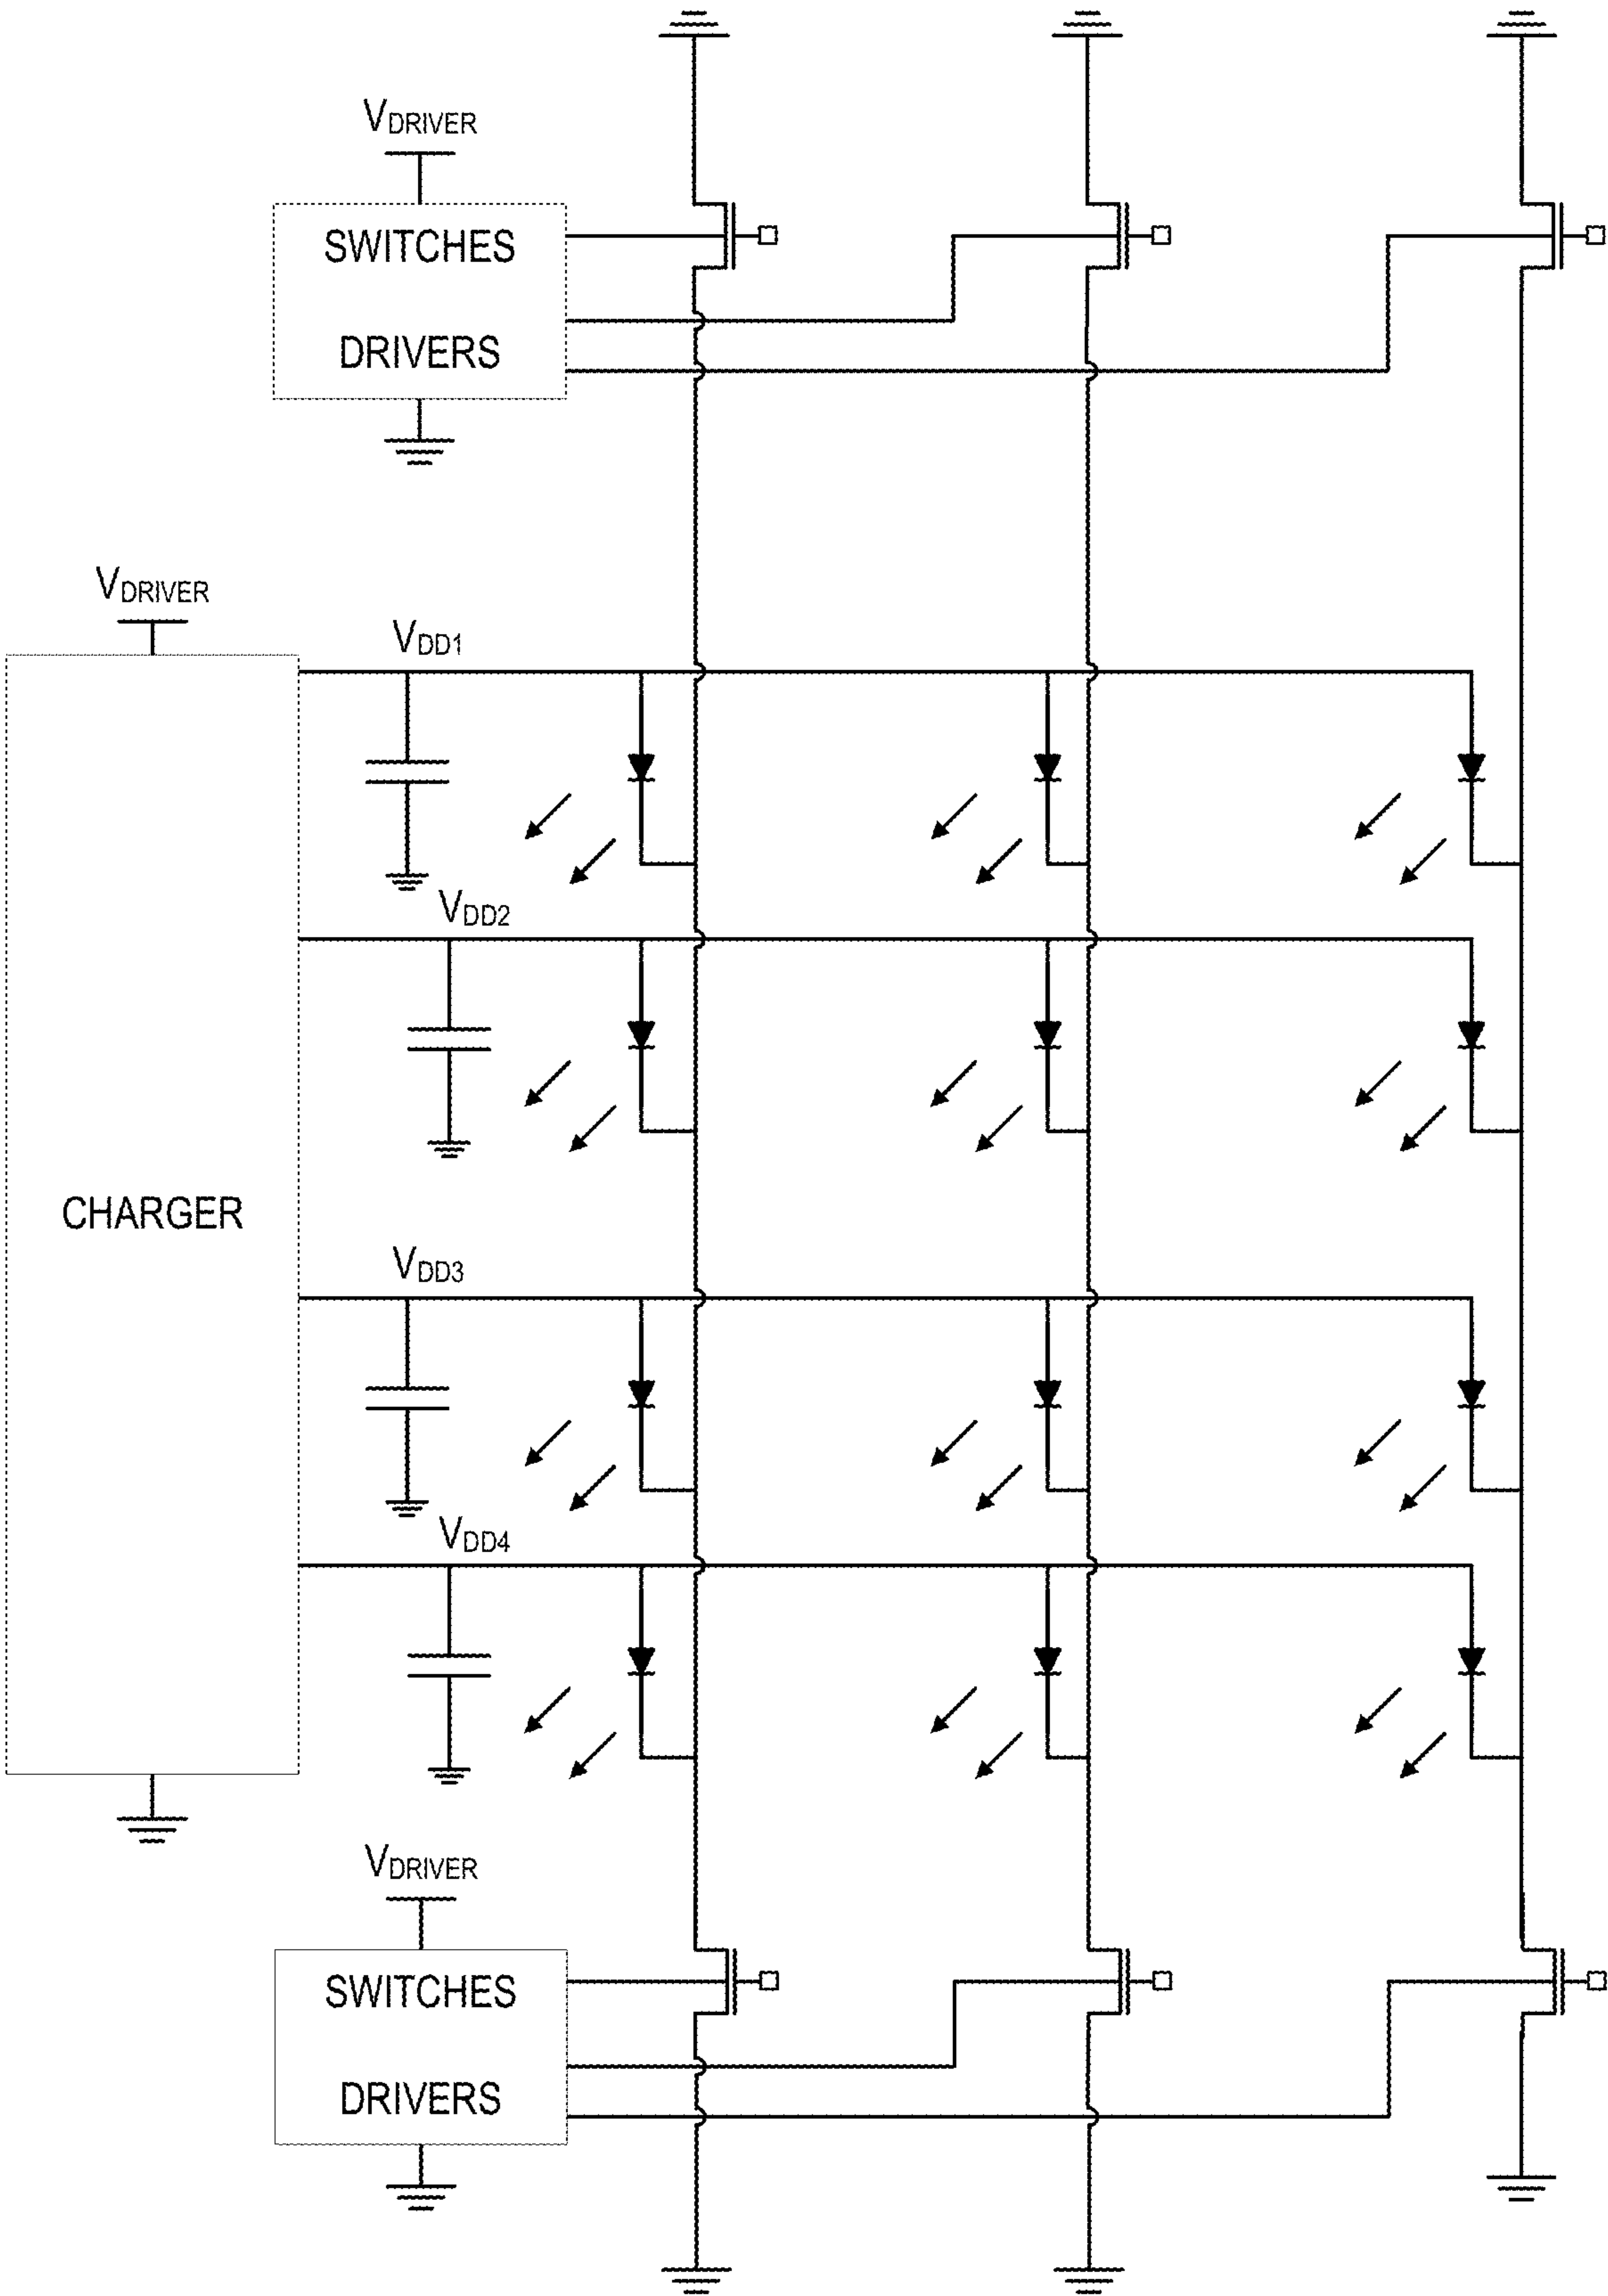 VDRIVER
SWITCHES
DRIVERS
VDRIVER
VDD1
VDD2
CHARGER
VDD3
VDD4
VDRIVER
SWITCHES
DRIVERS